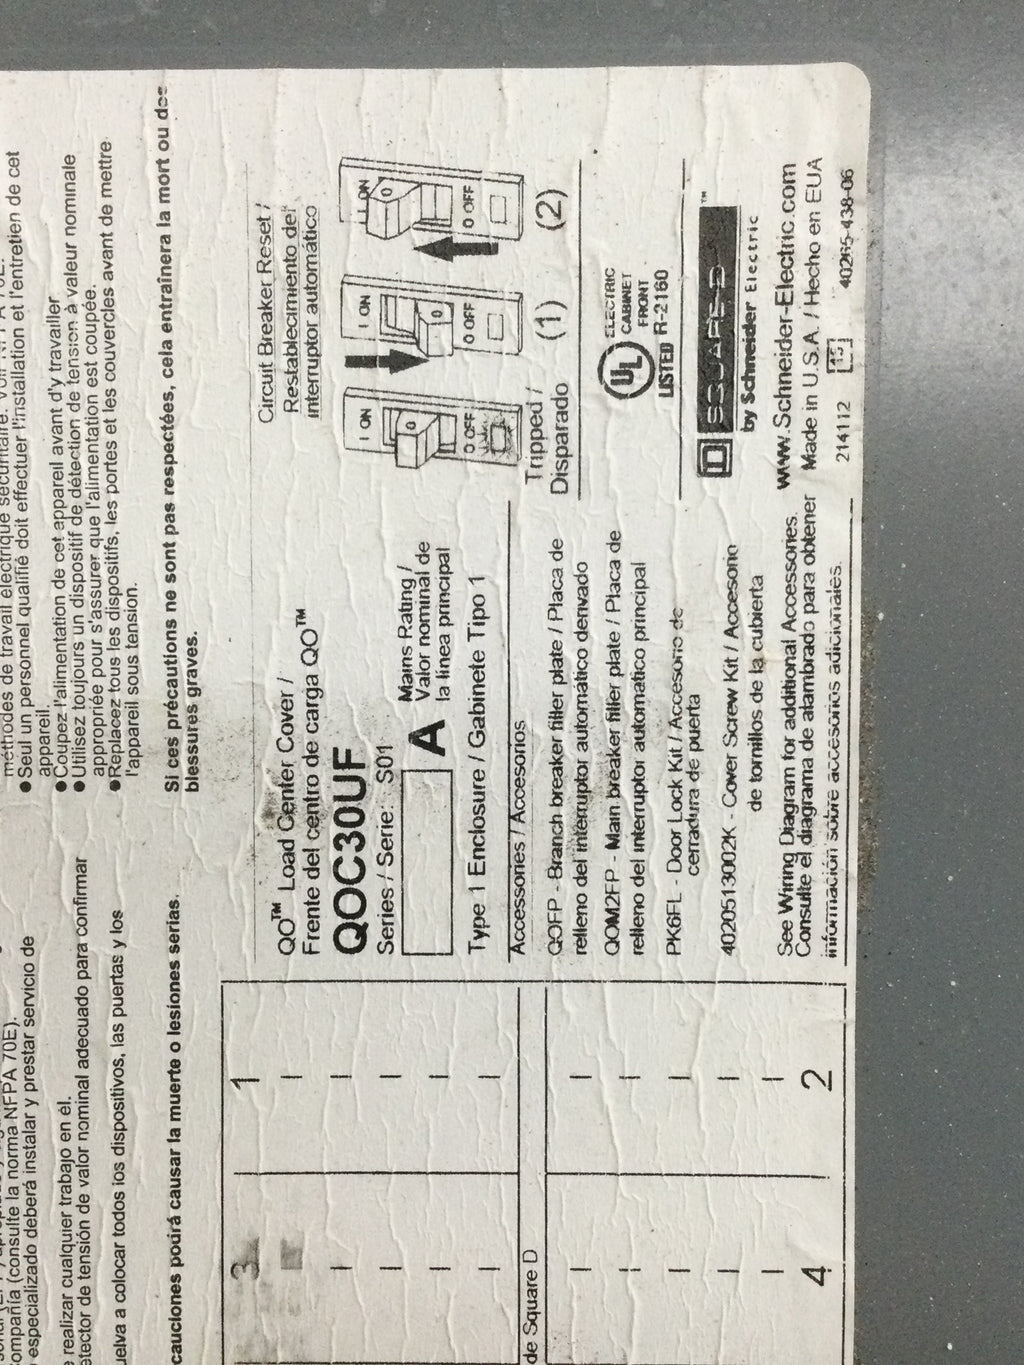 méthodes de travail électrique sécuritaire.
● Seul un personnel qualifié doit effectuer l'installation et l'entretien de cet
appareil.
● Coupez l'alimentation de cet appareil avant d'y travailler
● Utilisez toujours un dispositif de détection de tension à valeur nominale
appropriée pour s'assurer que l'alimentation est coupée.
● Replacez tous les dispositifs, les portes et les couvercles avant de mettre
l'appareil sous tension.
Si ces précautions ne sont pas respectées, cela entraînera la mort ou des
blessures graves.
(consulte la norma NFPA 70E).
especializado deberá instalar y prestar servicio de
realizar cualquier trabajo en él.
de tensión de valor nominal adecuado para confirmar
a colocar todos los dispositivos, las puertas y los
podrá causar la muerte o lesiones serias.
QO™ Load Center Cover /
Frente del centro de carga QO™
QOC30UF
Series / Serie: S01
A
Mains Rating /
Valor nominal de
la línea principal
Type 1 Enclosure / Gabinete Tipo 1
Circuit Breaker Reset /
Restablecimiento del
interruptor automático
I ON
O
O OFF
I ON
O
O OFF
I ON
O
O OFF
Tripped /
Disparado
(1)
(2)
Accessories / Accesorios
QOFP - Branch breaker filler plate / Placa de
relleno del interruptor automático derivado
QOM2FP - Main breaker filler plate / Placa de
relleno del interruptor automatico principal
PK6FL - Door Lock Kit / Accesorio de
cerradura de puerta
4020513002K - Cover Screw Kit / Accesorio
de tornillos de la cubierta
See Wiring Diagram for additional Accessories.
Consulte el diagrama de alambrado para obtener
información sobre accesorios adicionales.
UL
LISTED
ELECTRIC
CABINET
FRONT
R-2160
D SQUARE D™
by Schneider Electric
www.Schneider-Electric.com
Made in U.S.A. / Hecho en EUA
214112 15 40265-438-06
1
3
de Square D
2
4